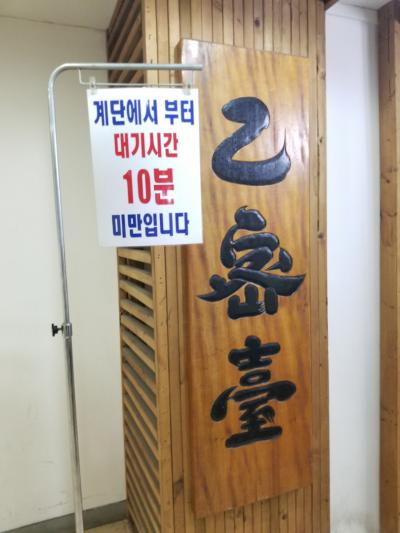 계단에서 부터
대기시간
10분
미만입니다
乙密臺